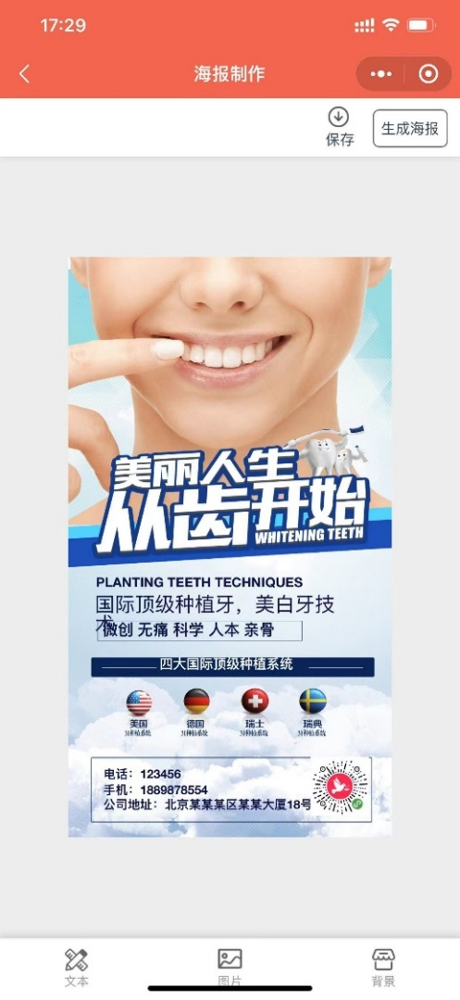 17:29
海报制作
保存
生成海报
美丽人生
从齿开始
WHITENING TEETH
PLANTING TEETH TECHNIQUES
国际顶级种植牙，美白牙技
术
微创 无痛 科学 人本 亲骨
四大国际顶级种植系统
美国 德国 瑞士 瑞典
电话：123456
手机：1889878554
公司地址：北京某某某区某某大厦18号
文本 图片 背景